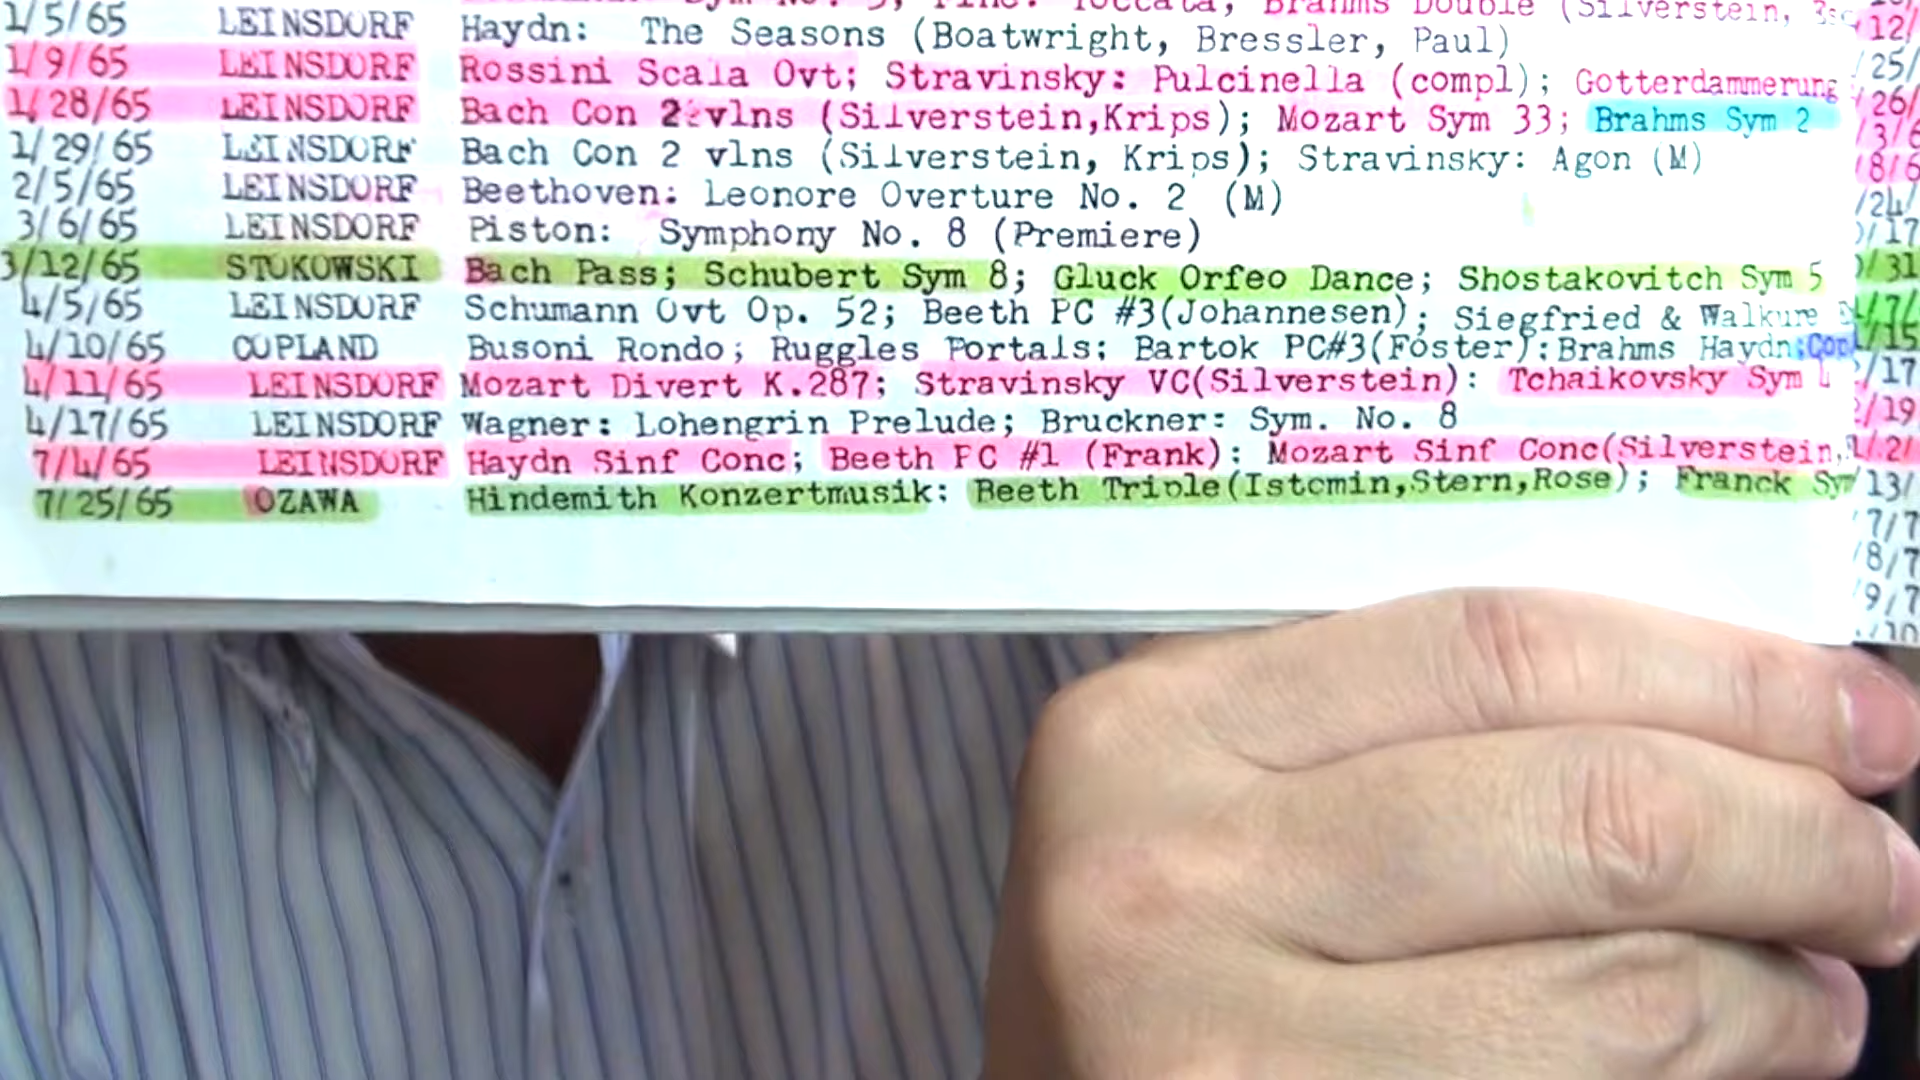 Toccata, Brahms Double (Silverstein,
1/5/65 LEINSDORF Haydn: The Seasons (Boatwright, Bressler, Paul)
1/9/65 LEINSDORF Rossini Scala Ovt; Stravinsky: Pulcinella (compl); Gotterdammerung
1/28/65 LEINSDORF Bach Con 2 vlns (Silverstein,Krips); Mozart Sym 33; Brahms Sym 2
1/29/65 LEINSDORF Bach Con 2 vlns (Silverstein, Krips); Stravinsky: Agon (M)
2/5/65 LEINSDORF Beethoven: Leonore Overture No. 2 (M)
3/6/65 LEINSDORF Piston: Symphony No. 8 (Premiere)
3/12/65 STOKOWSKI Bach Pass; Schubert Sym 8; Gluck Orfeo Dance; Shostakovitch Sym 5
4/5/65 LEINSDORF Schumann Ovt Op. 52; Beeth PC #3(Johannesen); Siegfried & Walkure
4/10/65 COPLAND Busoni Rondo; Ruggles Portals; Bartok PC#3(Foster):Brahms Haydn;Cop
4/11/65 LEINSDORF Mozart Divert K.287; Stravinsky VC(Silverstein): Tchaikovsky Sym 4
4/17/65 LEINSDORF Wagner: Lohengrin Prelude; Bruckner: Sym. No. 8
7/4/65 LEINSDORF Haydn Sinf Conc; Beeth PC #1 (Frank): Mozart Sinf Conc(Silverstein,
7/25/65 OZAWA Hindemith Konzertmusik: Beeth Triple(Istomin,Stern,Rose); Franck Sym